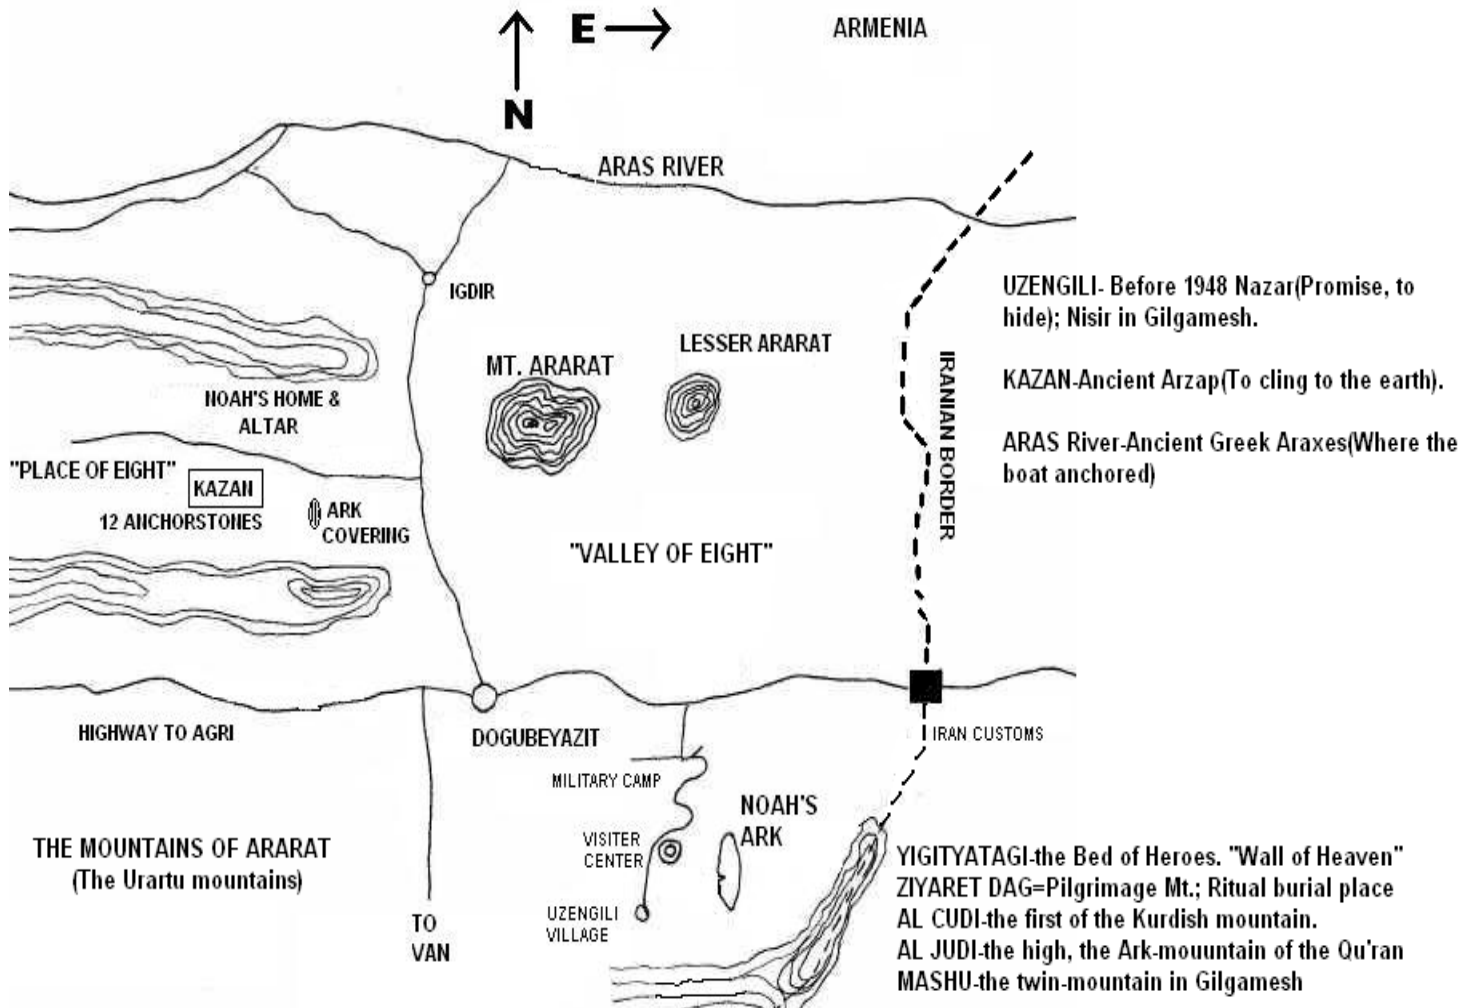 E
ARMENIA
N
ARAS RIVER
IGDIR
UZENGILI- Before 1948 Nazar(Promise, to
hide); Nisir in Gilgamesh.
KAZAN-Ancient Arzap(To cling to the earth).
ARAS River-Ancient Greek Araxes(Where the
boat anchored)
LESSER ARARAT
MT. ARARAT
IRANIAN BORDER
NOAH'S HOME &
ALTAR
"PLACE OF EIGHT"
KAZAN
12 ANCHORSTONES
ARK
COVERING
"VALLEY OF EIGHT"
HIGHWAY TO AGRI
DOGUBEYAZIT
IRAN CUSTOMS
MILITARY CAMP
NOAH'S
ARK
VISITER
CENTER
UZENGILI
VILLAGE
THE MOUNTAINS OF ARARAT
(The Urartu mountains)
TO
VAN
YIGITYATAGI-the Bed of Heroes. "Wall of Heaven"
ZIYARET DAG=Pilgrimage Mt.; Ritual burial place
AL CUDI-the first of the Kurdish mountain.
AL JUDI-the high, the Ark-mouuntain of the Qu'ran
MASHU-the twin-mountain in Gilgamesh